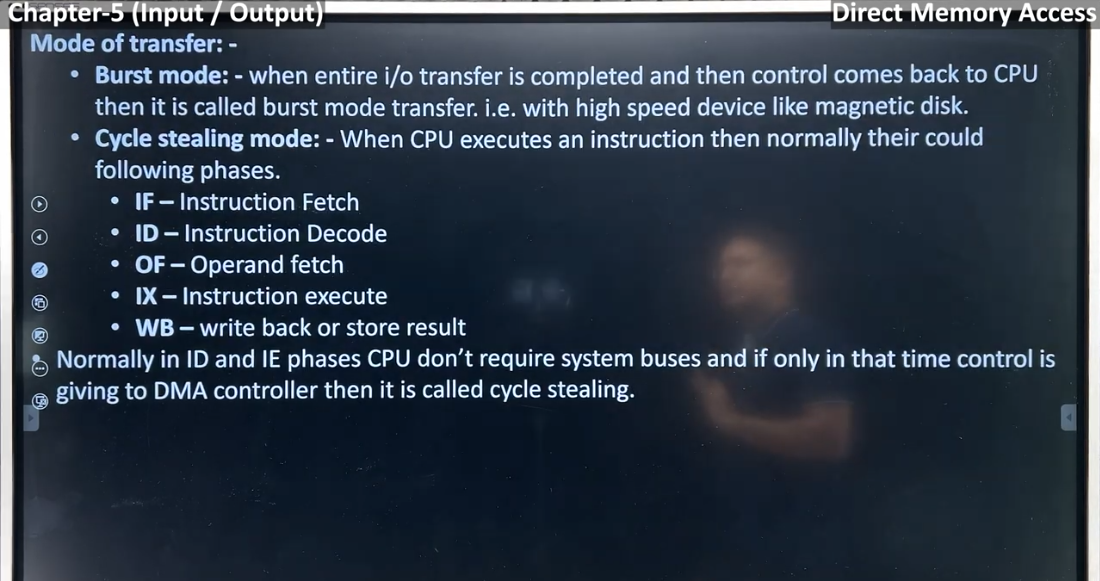 Chapter-5 (Input / Output)
Direct Memory Access
Mode of transfer: -
• Burst mode: - when entire i/o transfer is completed and then control comes back to CPU
then it is called burst mode transfer. i.e. with high speed device like magnetic disk.
• Cycle stealing mode: - When CPU executes an instruction then normally their could
following phases.
• IF – Instruction Fetch
• ID – Instruction Decode
• OF – Operand fetch
• IX – Instruction execute
• WB – write back or store result
• Normally in ID and IE phases CPU don’t require system buses and if only in that time control is
giving to DMA controller then it is called cycle stealing.